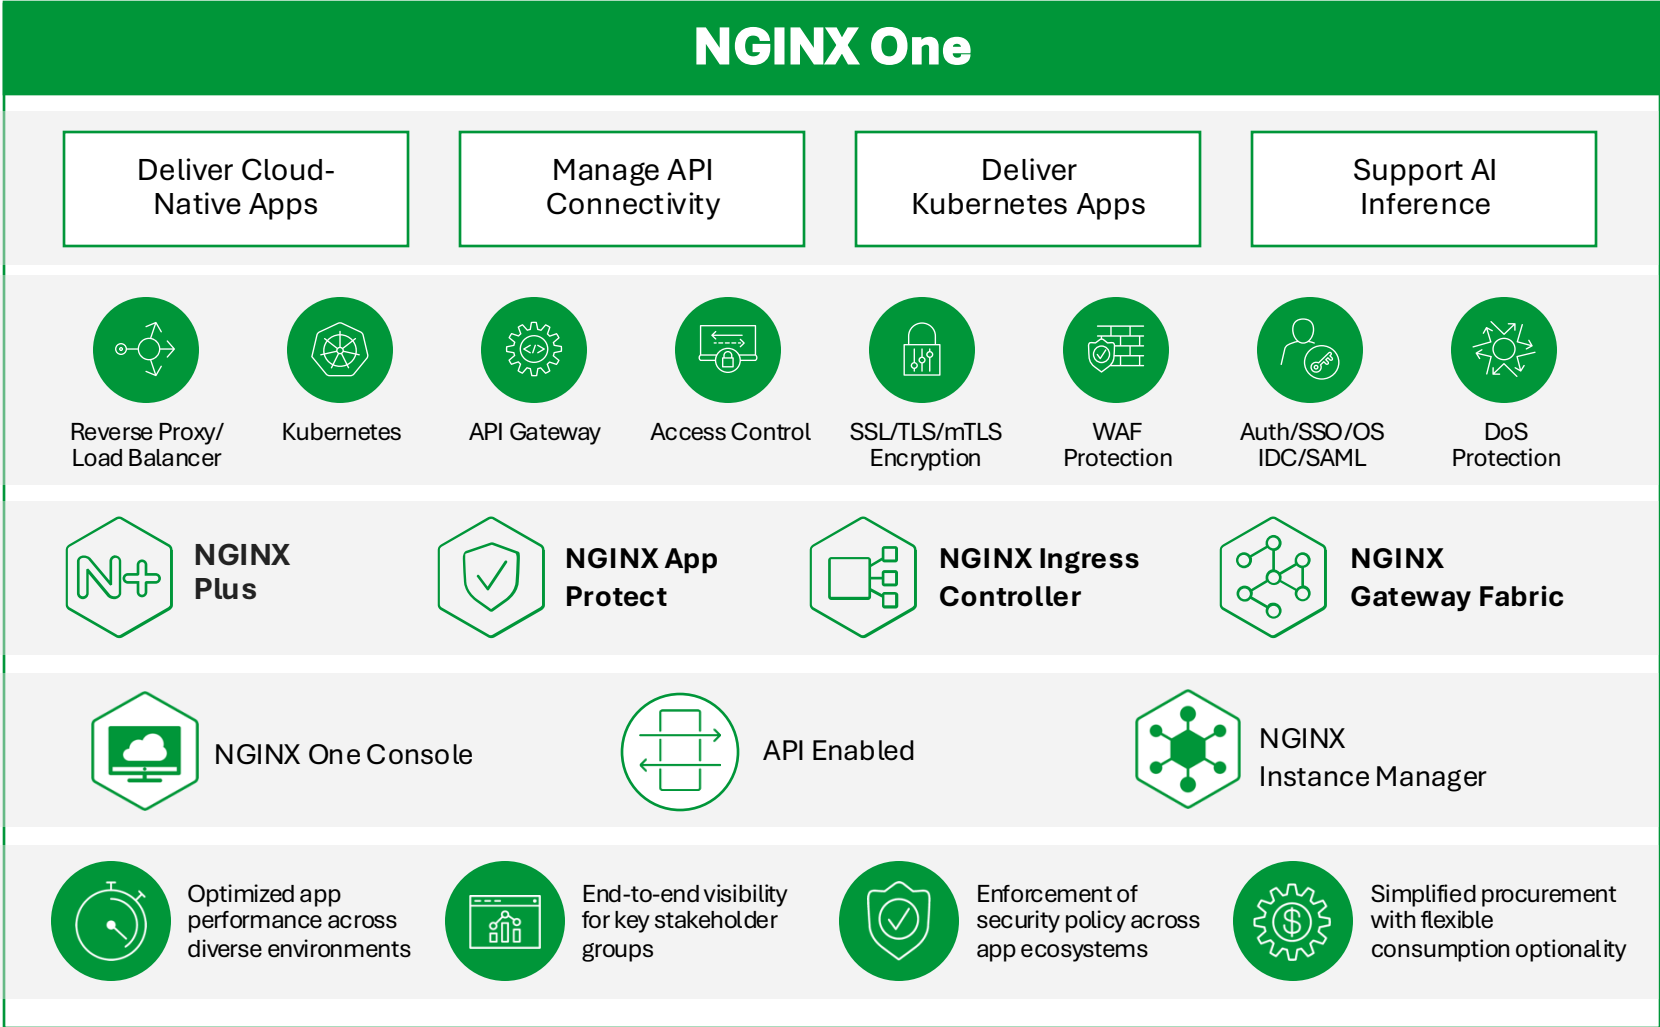 NGINX One
Deliver Cloud-
Native Apps
Manage API
Connectivity
Deliver
Kubernetes Apps
Support AI
Inference
Reverse Proxy/
Load Balancer
Kubernetes
API Gateway
</>
Access Control
SSL/TLS/mTLS
Encryption
WAF
Protection
Auth/SSO/OS
IDC/SAML
DoS
Protection
N+
NGINX
Plus
NGINX App
Protect
NGINX Ingress
Controller
NGINX
Gateway Fabric
NGINX One Console
API Enabled
NGINX
Instance Manager
Optimized app
performance across
diverse environments
End-to-end visibility
for key stakeholder
groups
Enforcement of
security policy across
app ecosystems
$
Simplified procurement
with flexible
consumption optionality